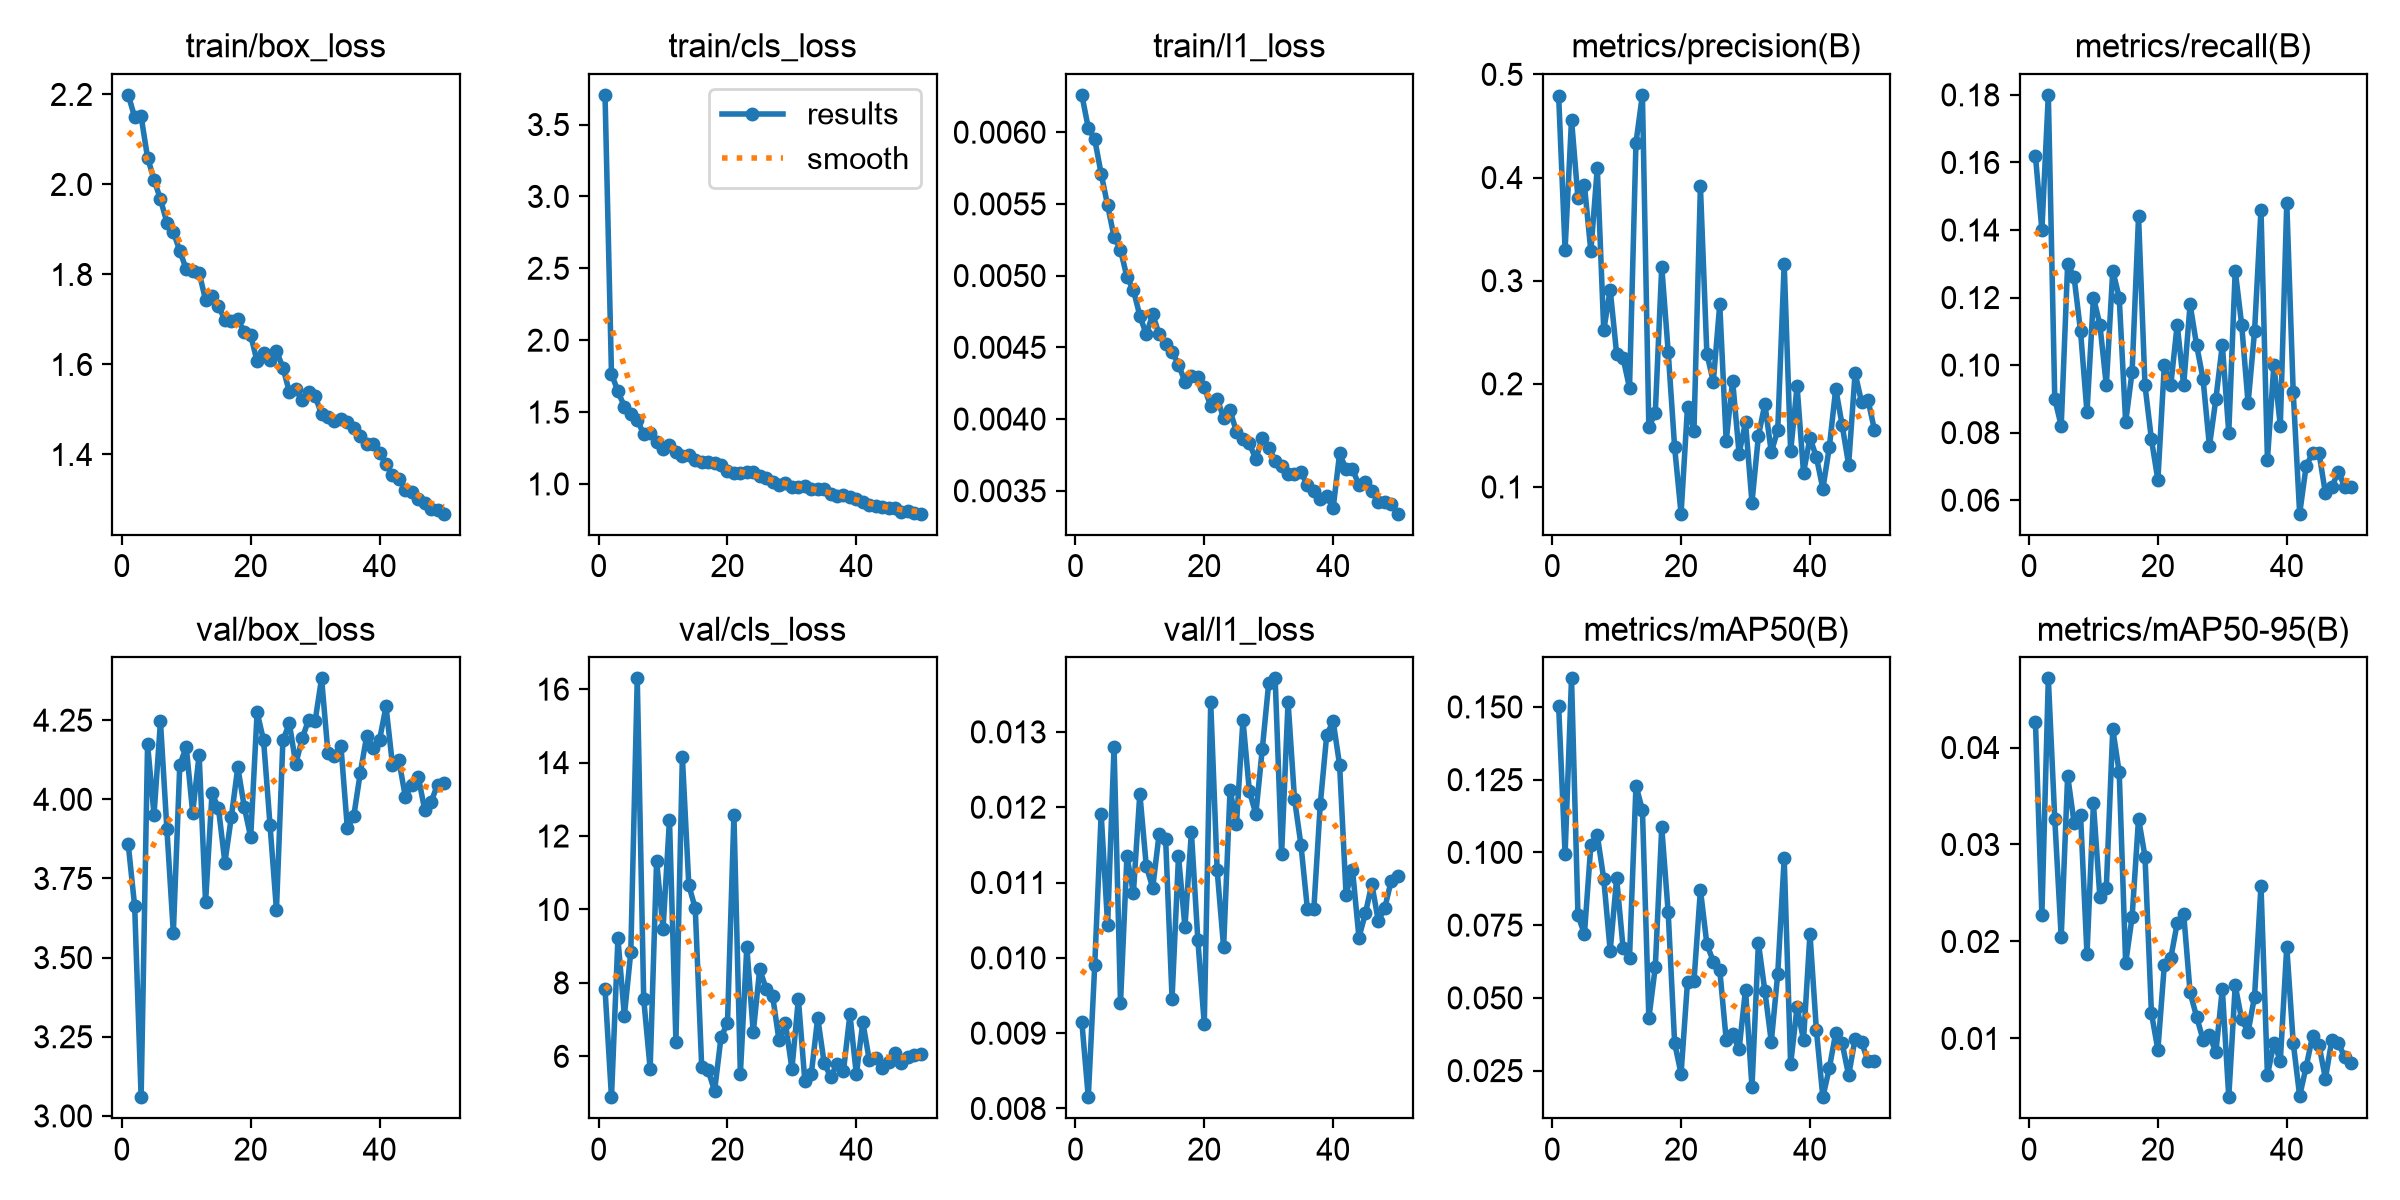 train/box_loss
train/cls_loss
train/l1_loss
metrics/precision(B)
metrics/recall(B)
2.2
2.0
1.8
1.6
1.4
0 20 40
3.5
3.0
2.5
2.0
1.5
1.0
results
smooth
0 20 40
0.0060
0.0055
0.0050
0.0045
0.0040
0.0035
0 20 40
0.5
0.4
0.3
0.2
0.1
0 20 40
0.18
0.16
0.14
0.12
0.10
0.08
0.06
0 20 40
val/box_loss
val/cls_loss
val/l1_loss
metrics/mAP50(B)
metrics/mAP50-95(B)
4.25
4.00
3.75
3.50
3.25
3.00
0 20 40
16
14
12
10
8
6
0 20 40
0.013
0.012
0.011
0.010
0.009
0.008
0 20 40
0.150
0.125
0.100
0.075
0.050
0.025
0 20 40
0.04
0.03
0.02
0.01
0 20 40